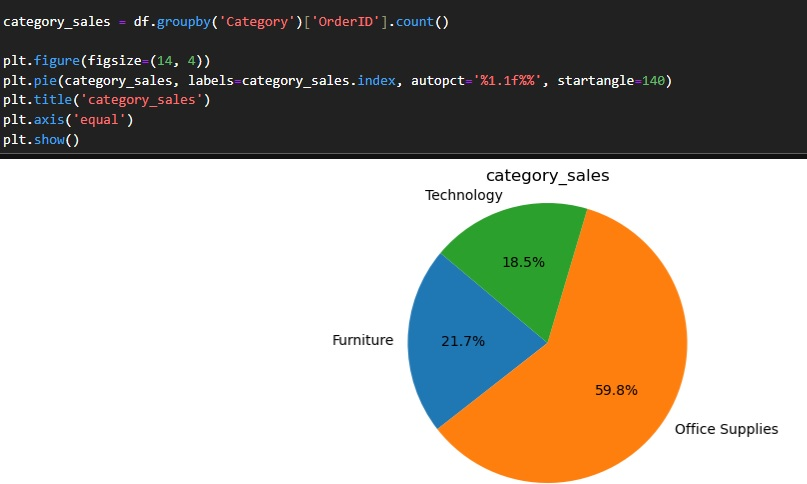 category_sales = df.groupby('Category')['OrderID'].count()
plt.figure(figsize=(14, 4))
plt.pie(category_sales, labels=category_sales.index, autopct='%1.1f%%', startangle=140)
plt.title('category_sales')
plt.axis('equal')
plt.show()
category_sales
Technology
18.5%
Furniture
21.7%
59.8%
Office Supplies